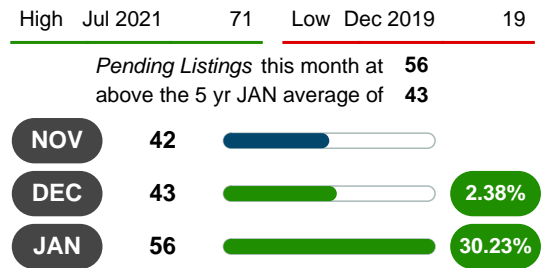 High Jul 2021 71 Low Dec 2019 19
Pending Listings this month at 56
above the 5 yr JAN average of 43
NOV 42
DEC 43 2.38%
JAN 56 30.23%